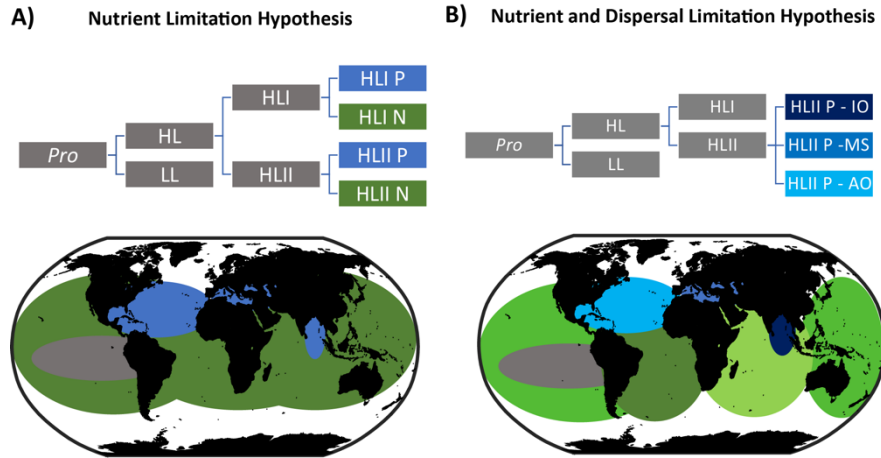 A)
Nutrient Limitation Hypothesis
Pro
HL
LL
HLI
HLII
HLI P
HLI N
HLII P
HLII N
B)
Nutrient and Dispersal Limitation Hypothesis
Pro
HL
LL
HLI
HLII
HLII P - IO
HLII P -MS
HLII P - AO